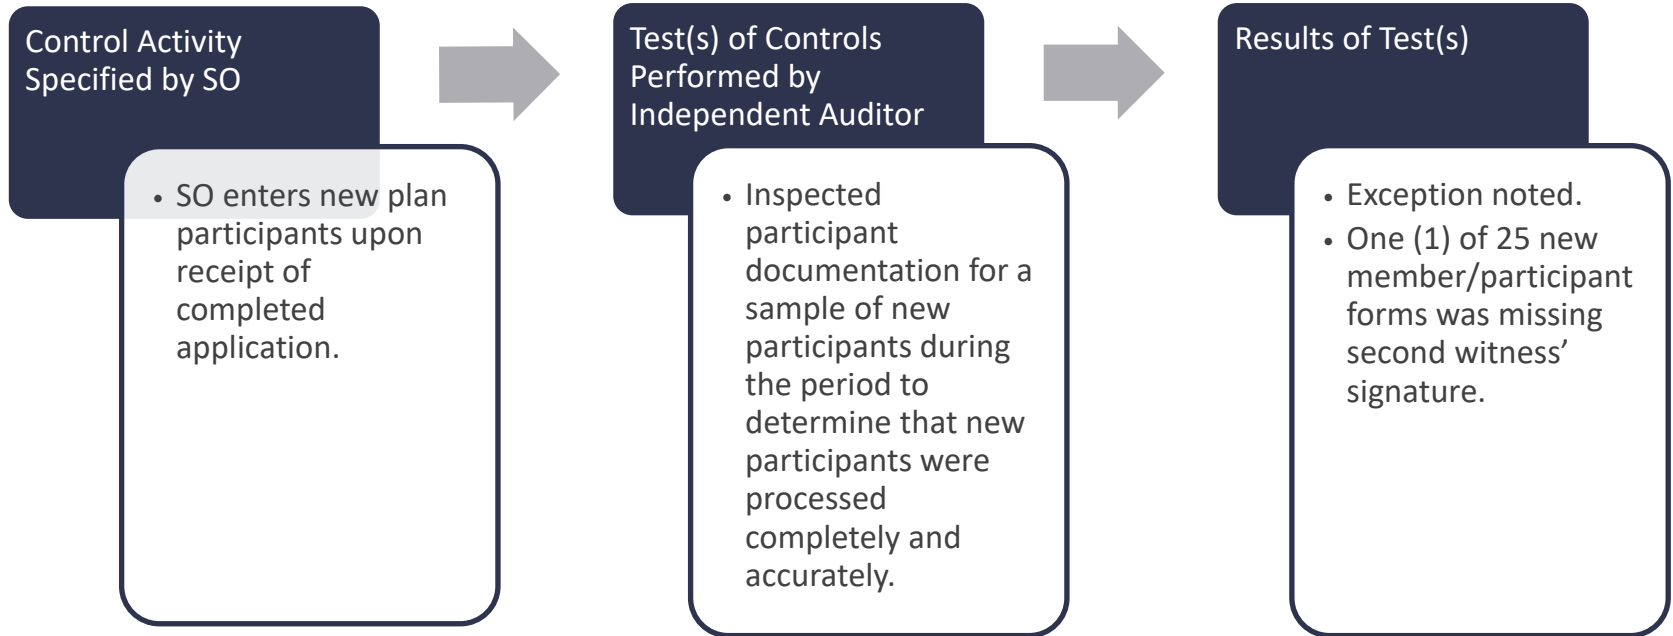 Control Activity
Specified by SO
• SO enters new plan
participants upon
receipt of
completed
application.
Test(s) of Controls
Performed by
Independent Auditor
• Inspected
participant
documentation for a
sample of new
participants during
the period to
determine that new
participants were
processed
completely and
accurately.
Results of Test(s)
• Exception noted.
• One (1) of 25 new
member/participant
forms was missing
second witness’
signature.